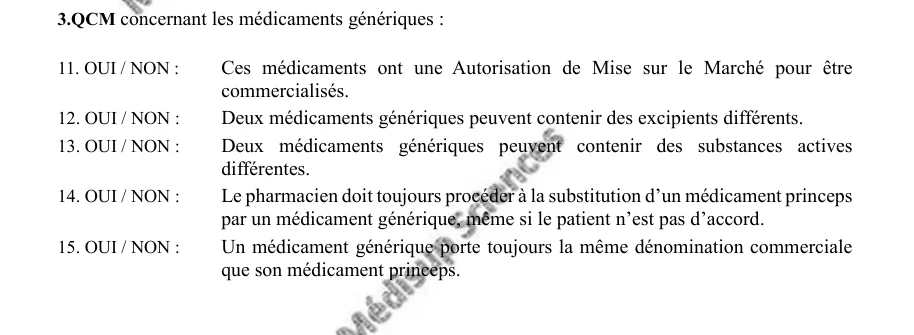 3.QCM concernant les médicaments génériques :
11. OUI / NON : Ces médicaments ont une Autorisation de Mise sur le Marché pour être
commercialisés.
12. OUI / NON : Deux médicaments génériques peuvent contenir des excipients différents.
13. OUI / NON : Deux médicaments génériques peuvent contenir des substances actives
différentes.
14. OUI / NON : Le pharmacien doit toujours procéder à la substitution d’un médicament princeps
par un médicament générique, même si le patient n’est pas d’accord.
15. OUI / NON : Un médicament générique porte toujours la même dénomination commerciale
que son médicament princeps.
Médisup Sciences